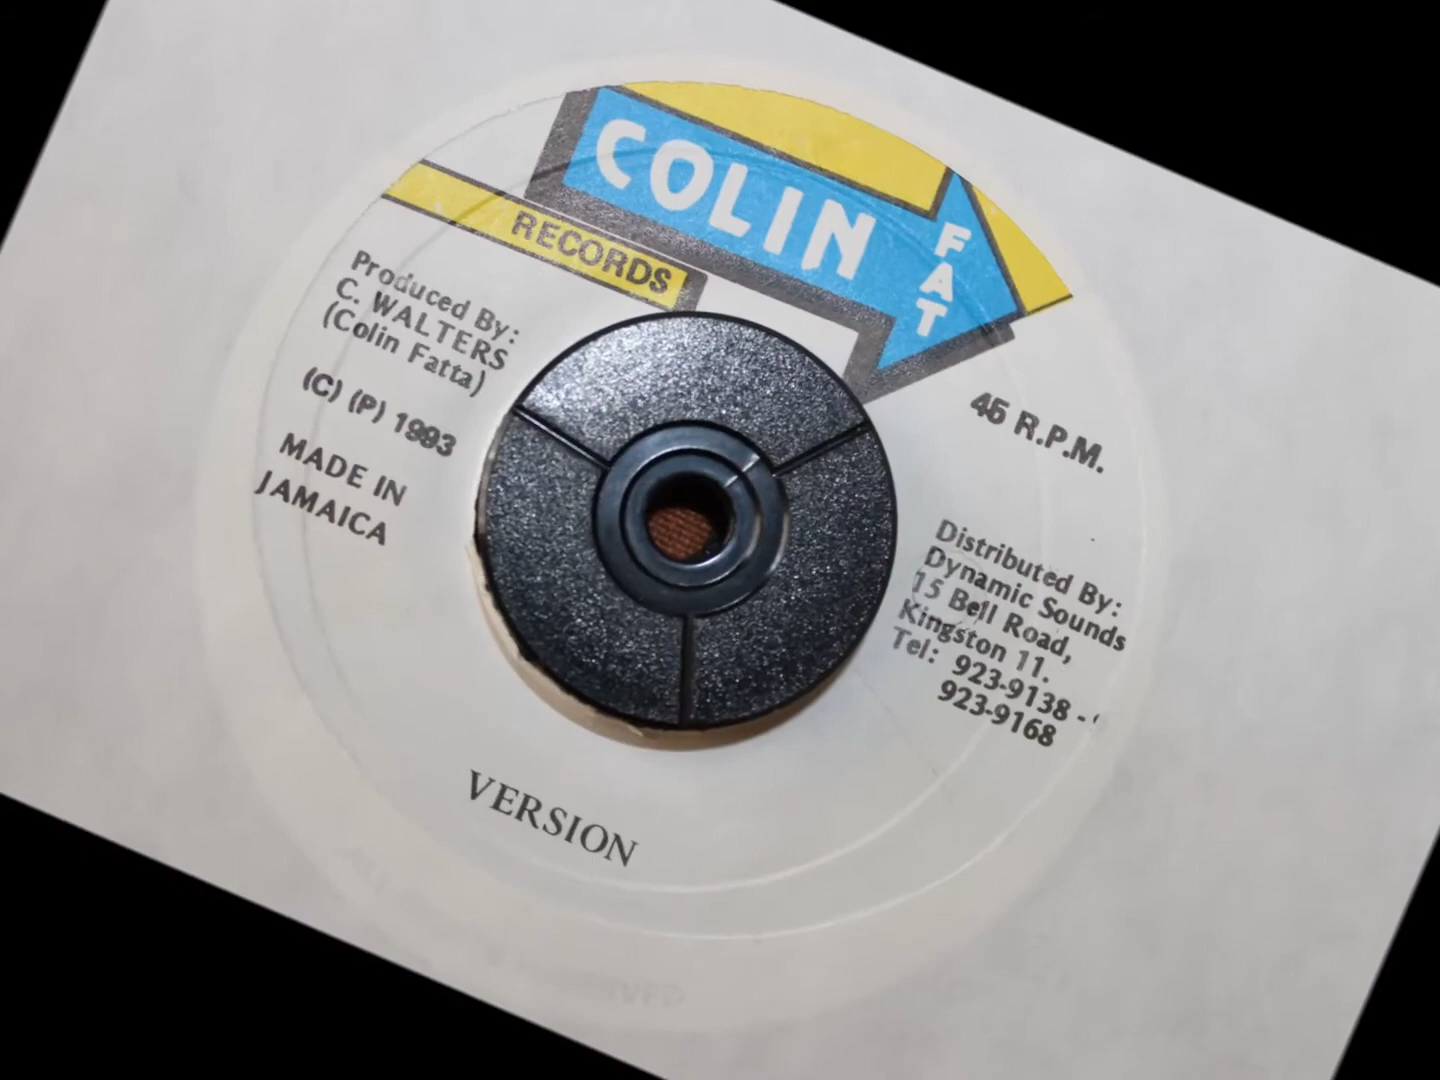 COLIN
FAT
RECORDS
Produced By:
C. WALTERS
(Colin Fatta)
(C) (P) 1993
MADE IN
JAMAICA
45 R.P.M.
Distributed By:
Dynamic Sounds
15 Bell Road,
Kingston 11.
Tel: 923-9138 -
923-9168
VERSION